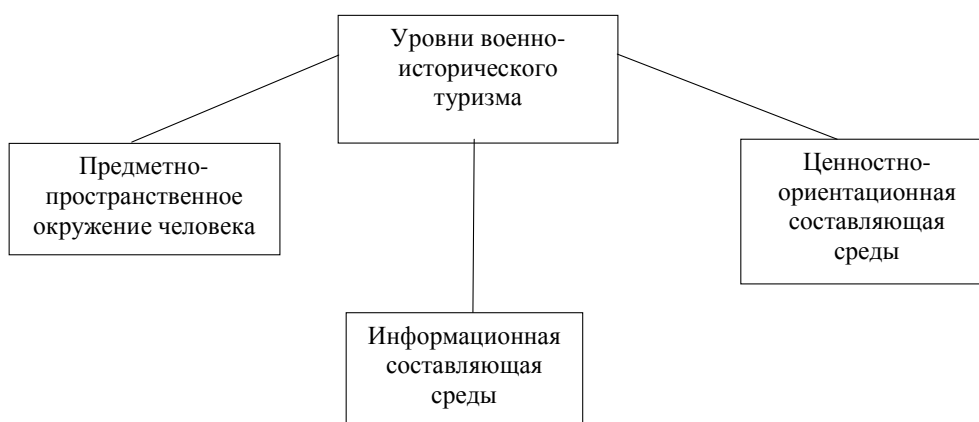 Уровни военно-
исторического
туризма
Предметно-
пространственное
окружение человека
Ценностно-
ориентационная
составляющая
среды
Информационная
составляющая
среды